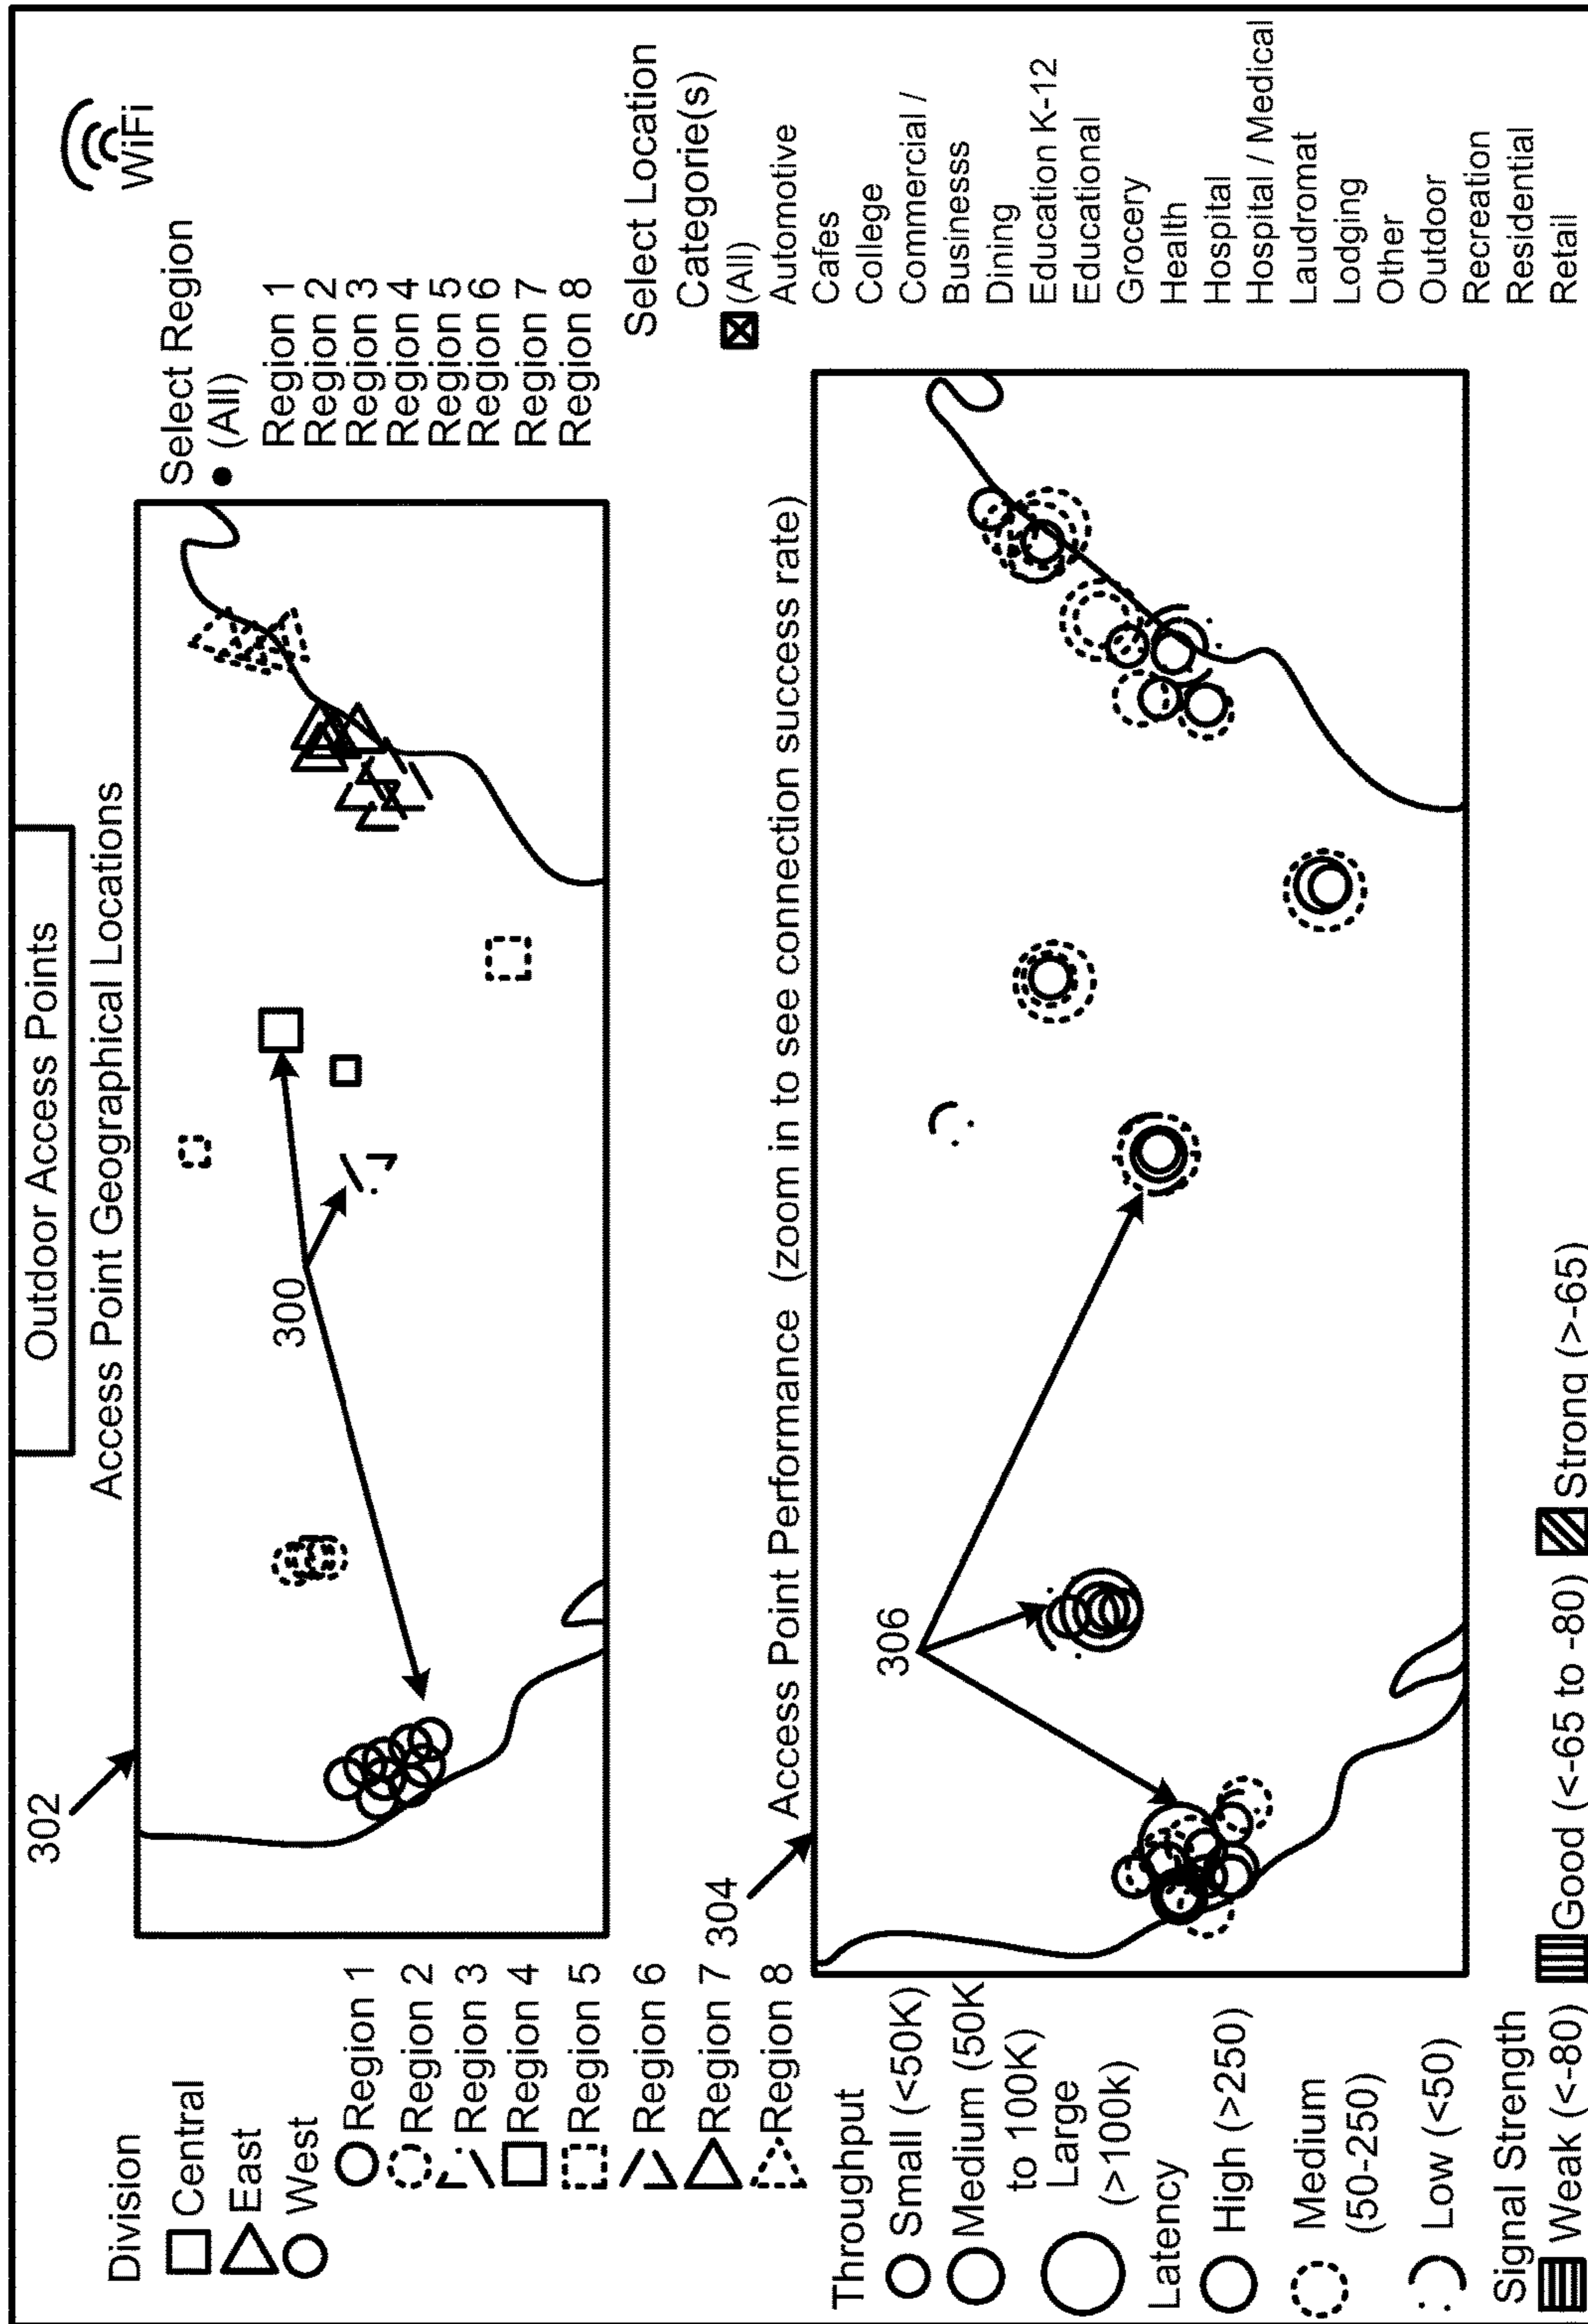 Outdoor Access Points
WiFi
302
Access Point Geographical Locations
Division
Central
East
West
Region 1
Region 2
Region 3
Region 4
Region 5
Region 6
Region 7
Region 8
300
Select Region
(All)
Region 1
Region 2
Region 3
Region 4
Region 5
Region 6
Region 7
Region 8
304
Access Point Performance (zoom in to see connection success rate)
Throughput
Small (<50K)
Medium (50K
to 100K)
Large
(>100k)
Latency
High (>250)
Medium
(50-250)
Low (<50)
306
Select Location
Categorie(s)
(All)
Automotive
Cafes
College
Commercial /
Businesss
Dining
Education K-12
Educational
Grocery
Health
Hospital
Hospital / Medical
Laudromat
Lodging
Other
Outdoor
Recreation
Residential
Retail
Signal Strength
Weak (<-80) Good (<-65 to -80) Strong (>-65)